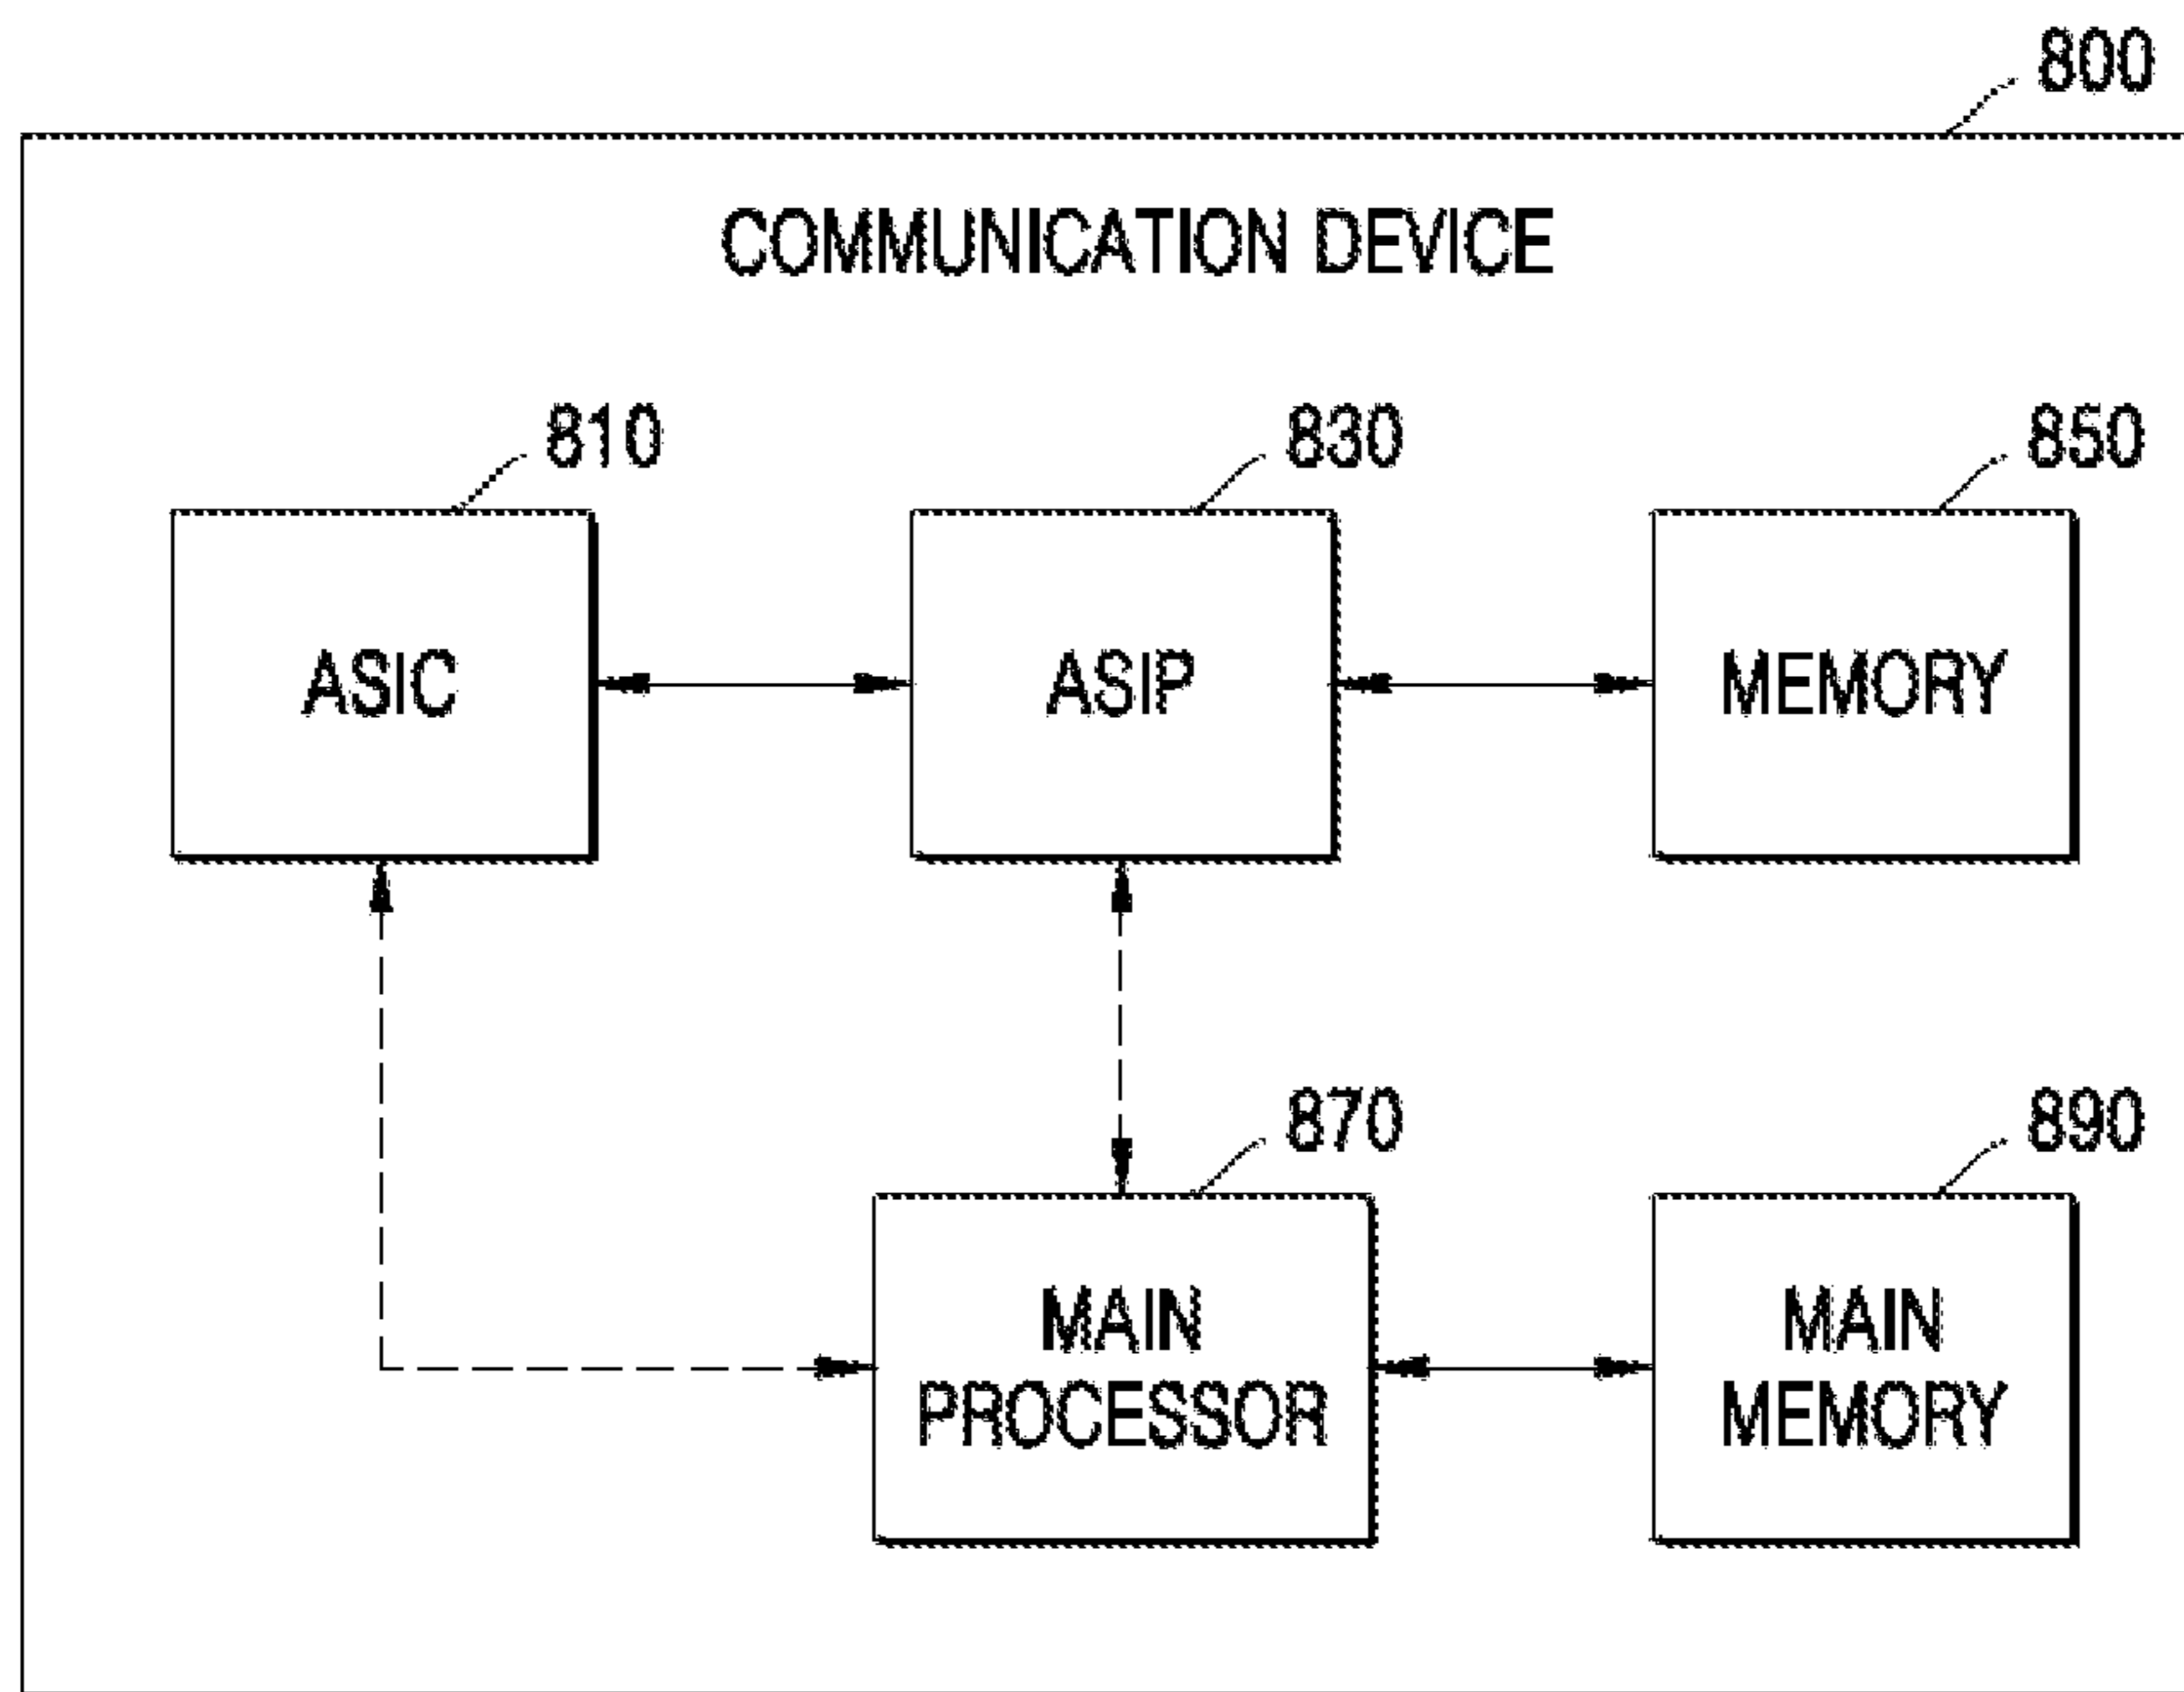 800
COMMUNICATION DEVICE
810
830
850
ASIC
ASIP
MEMORY
870
890
MAIN
PROCESSOR
MAIN
MEMORY